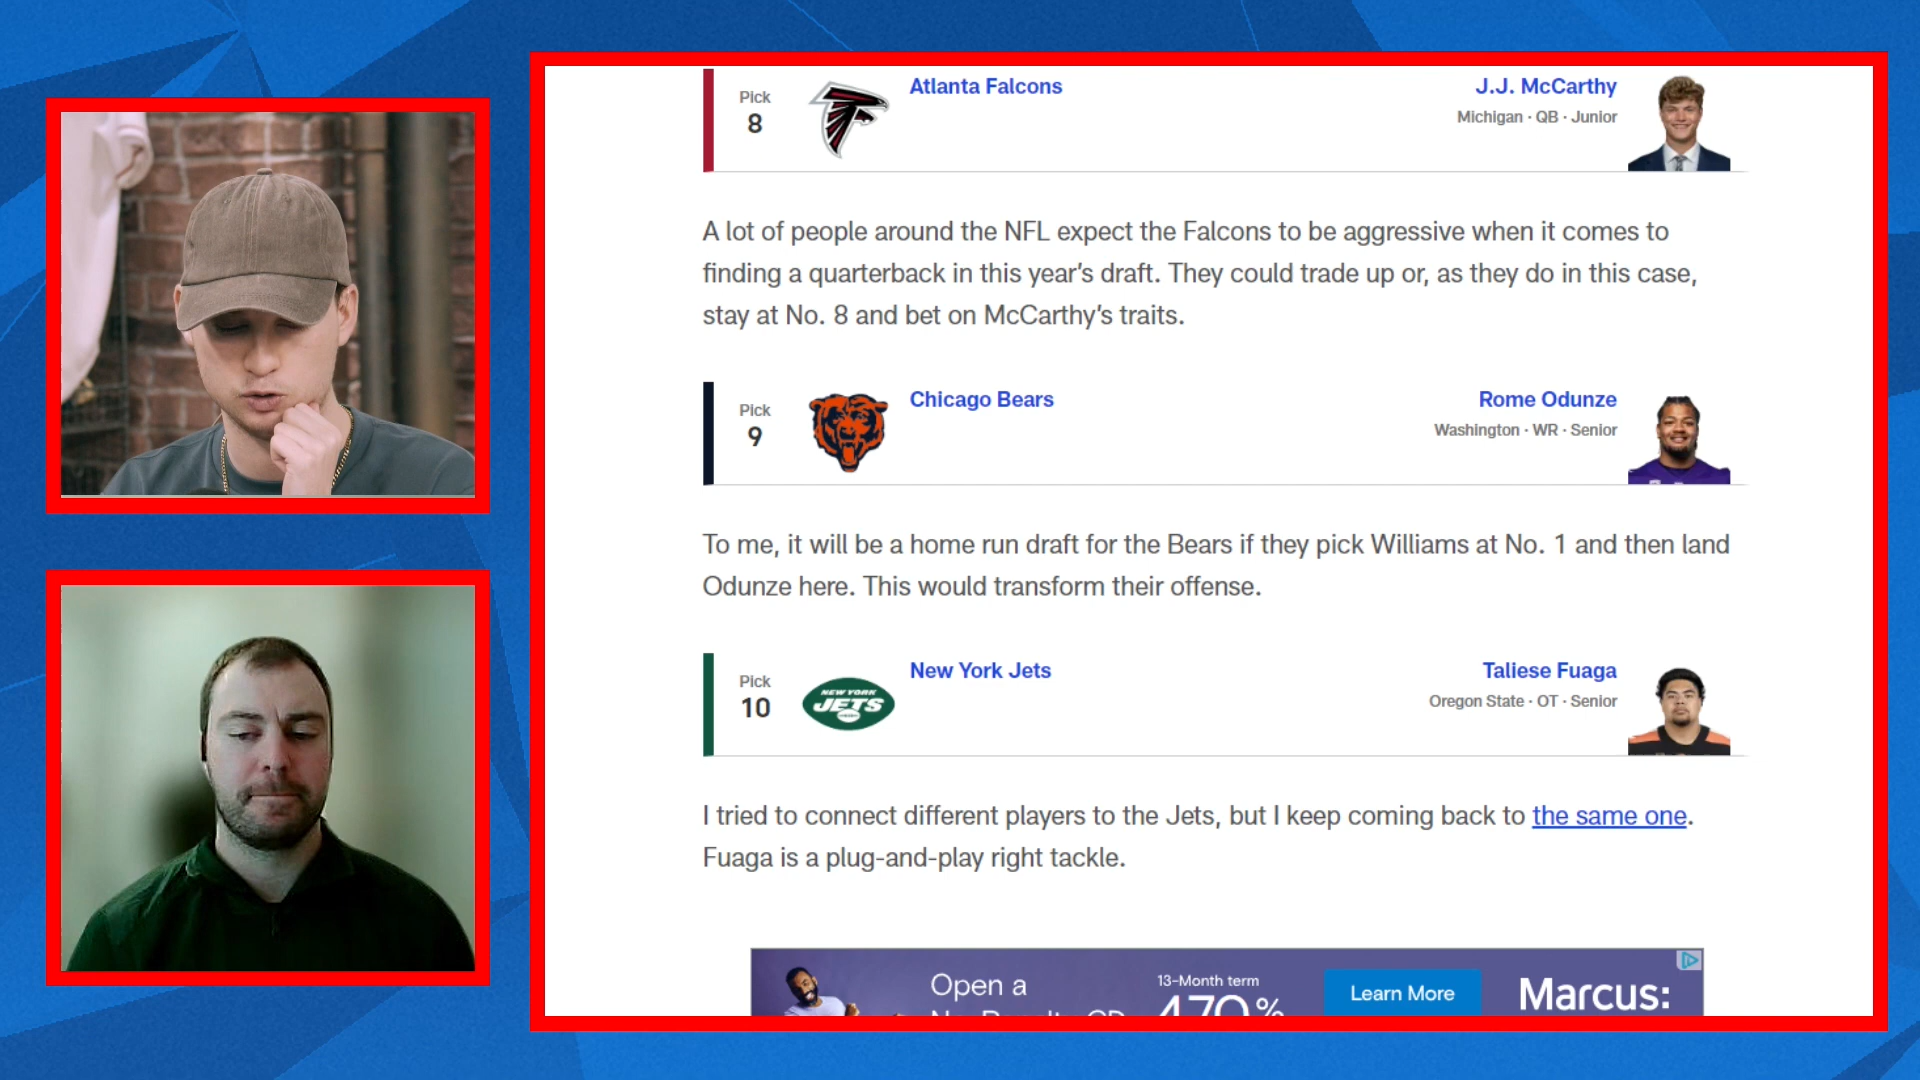 Pick
8
Atlanta Falcons
J.J. McCarthy
Michigan · QB · Junior
A lot of people around the NFL expect the Falcons to be aggressive when it comes to
finding a quarterback in this year’s draft. They could trade up or, as they do in this case,
stay at No. 8 and bet on McCarthy’s traits.
Pick
9
Chicago Bears
Rome Odunze
Washington · WR · Senior
To me, it will be a home run draft for the Bears if they pick Williams at No. 1 and then land
Odunze here. This would transform their offense.
Pick
10
NEW YORK
JETS
New York Jets
Taliese Fuaga
Oregon State · OT · Senior
I tried to connect different players to the Jets, but I keep coming back to the same one.
Fuaga is a plug-and-play right tackle.
Open a
No-Penalty CD
13-Month term
4.70%
Learn More
Marcus: